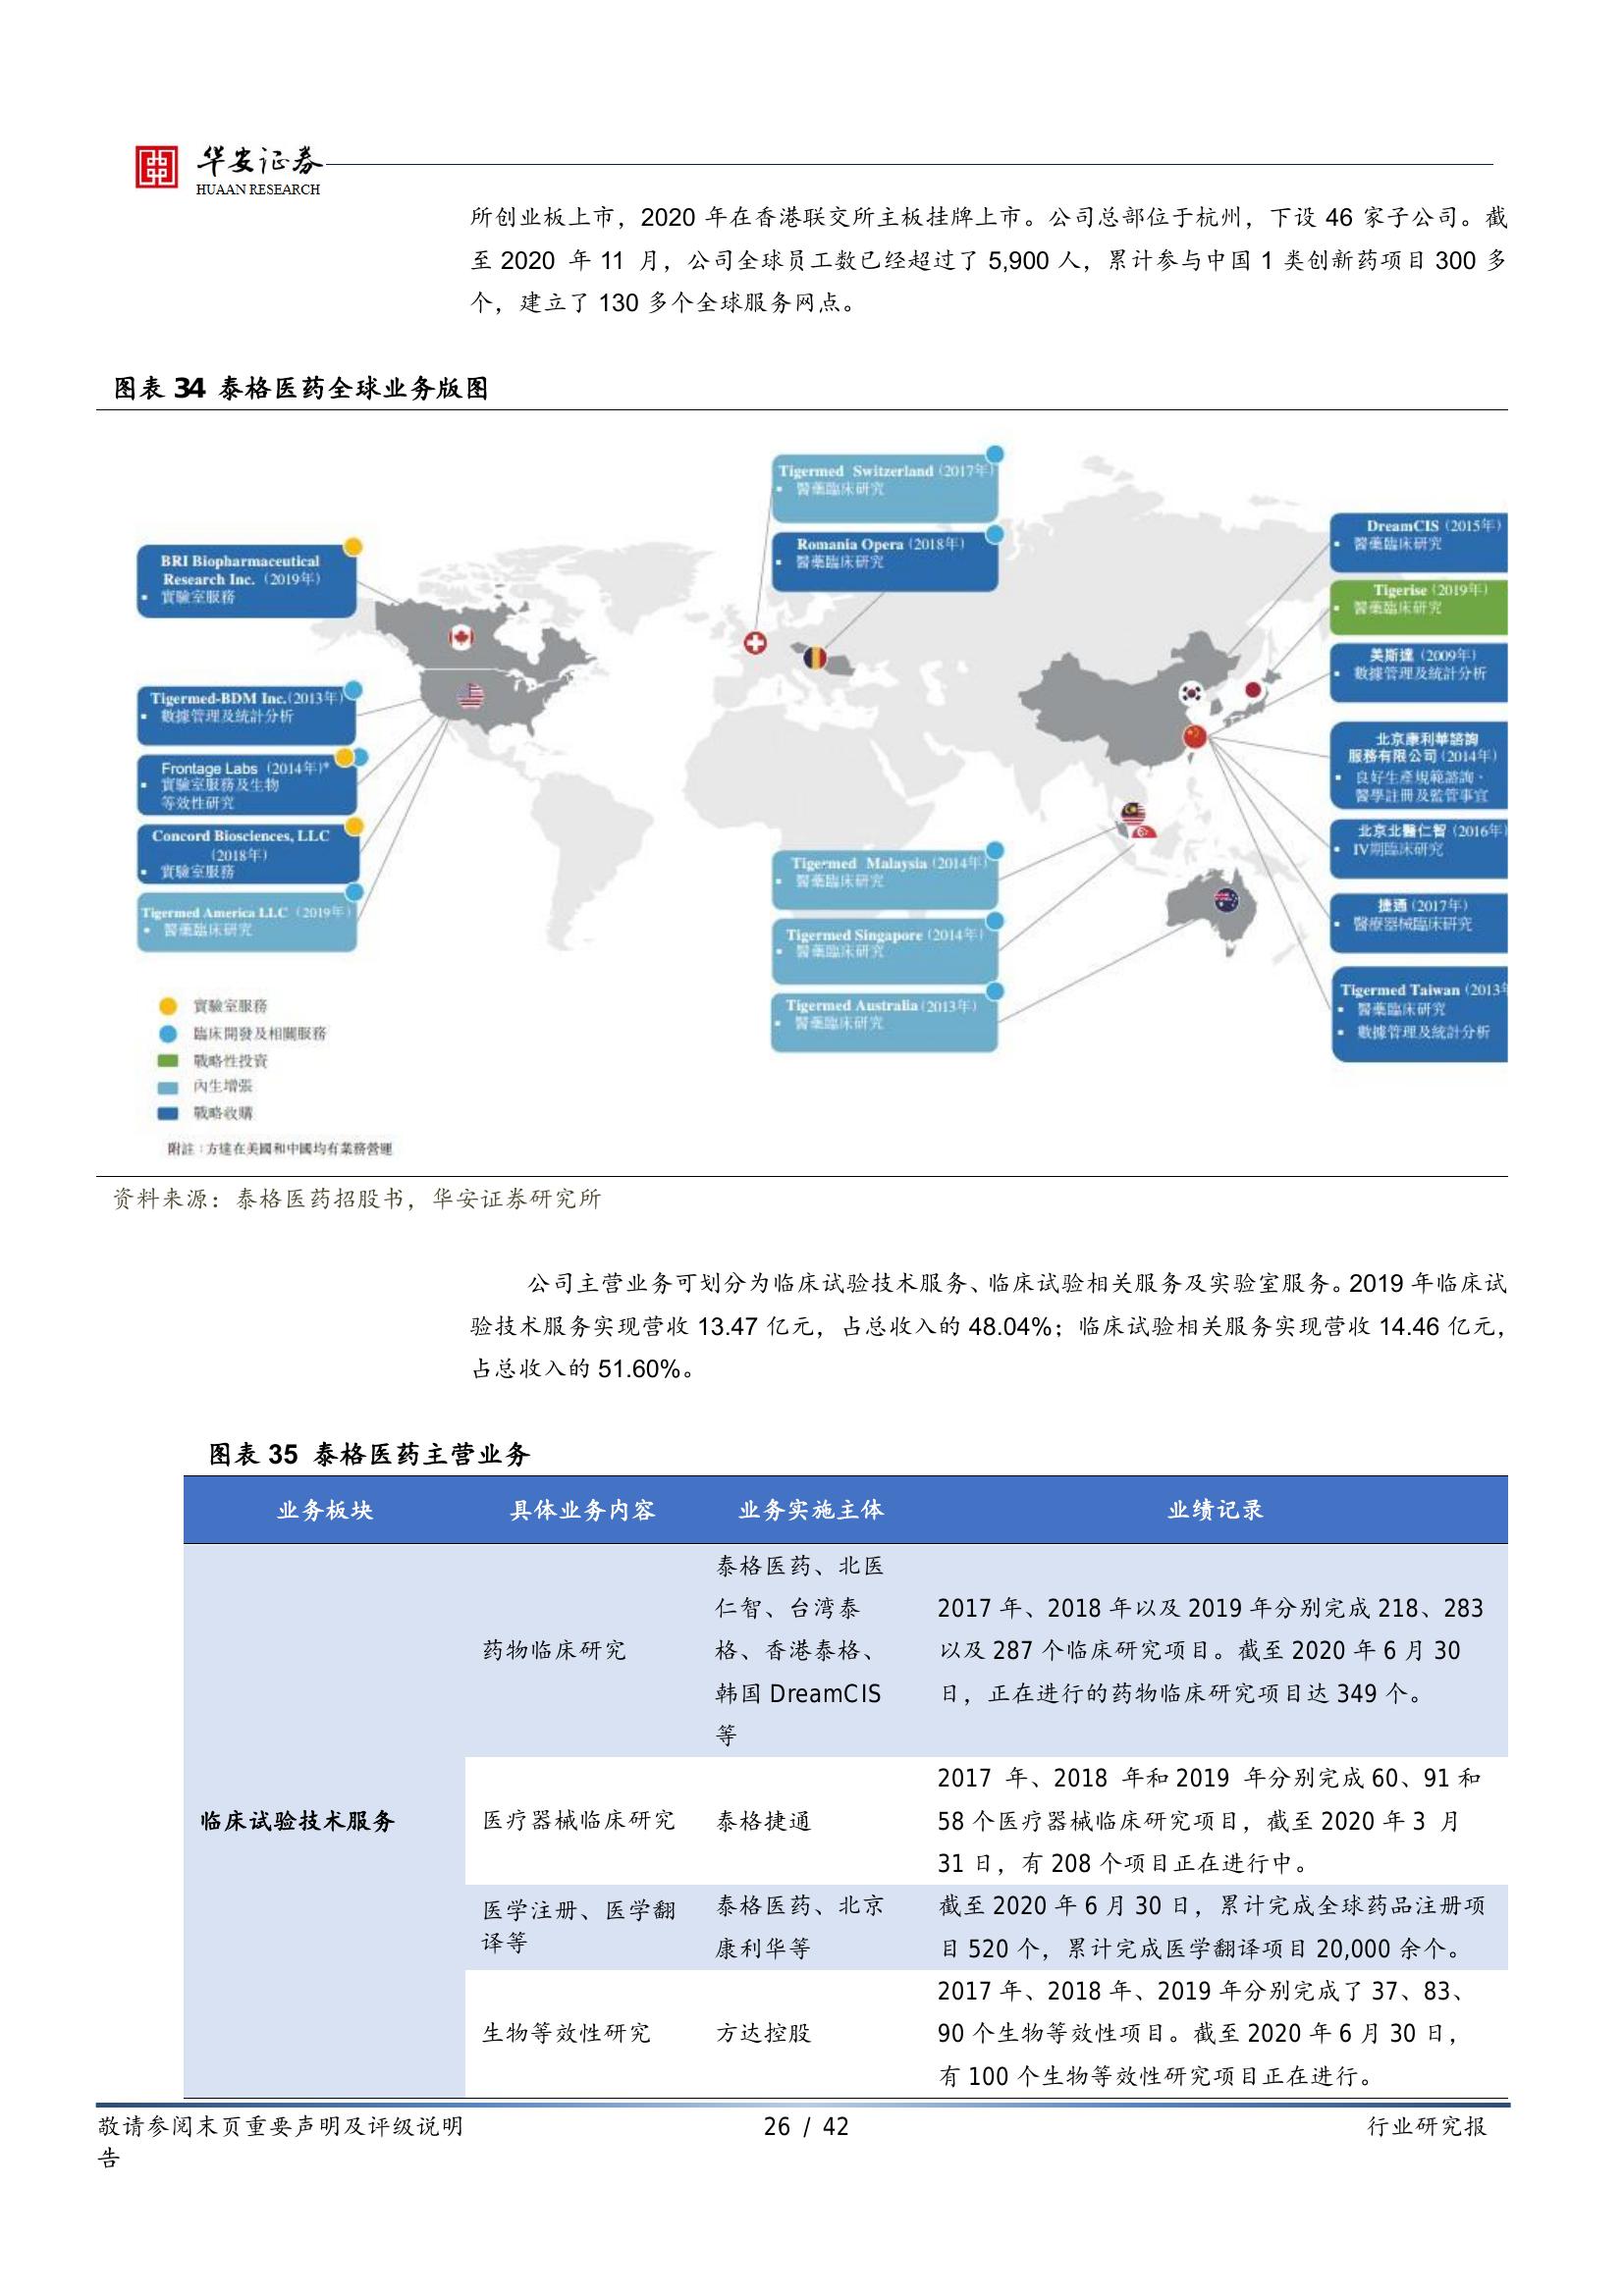 华安证券
HUAAN RESEARCH
所创业板上市，2020 年在香港联交所主板挂牌上市。公司总部位于杭州，下设 46 家子公司。截
至 2020 年 11 月，公司全球员工数已经超过了 5,900 人，累计参与中国 1 类创新药项目 300 多
个，建立了 130 多个全球服务网点。
图表 34 泰格医药全球业务版图
Tigermed Switzerland (2017年)
▪ 醫藥臨床研究
Romania Opera (2018年)
▪ 醫藥臨床研究
BRI Biopharmaceutical
Research Inc. (2019年)
▪ 實驗室服務
Tigermed-BDM Inc.(2013年)
▪ 數據管理及統計分析
Frontage Labs (2014年)*
▪ 實驗室服務及生物
等效性研究
Concord Biosciences, LLC
(2018年)
▪ 實驗室服務
Tigermed America LLC (2019年)
▪ 醫藥臨床研究
DreamCIS (2015年)
▪ 醫藥臨床研究
Tigerise (2019年)
▪ 醫藥臨床研究
美斯達 (2009年)
▪ 數據管理及統計分析
北京康利華諮詢
服務有限公司 (2014年)
▪ 良好生產規範諮詢、
醫學註冊及監管事宜
北京北醫仁智 (2016年)
▪ IV期臨床研究
捷通 (2017年)
▪ 醫療器械臨床研究
Tigermed Taiwan (2013年
▪ 醫藥臨床研究
▪ 數據管理及統計分析
Tigermed Malaysia (2014年)
▪ 醫藥臨床研究
Tigermed Singapore (2014年)
▪ 醫藥臨床研究
Tigermed Australia (2013年)
▪ 醫藥臨床研究
實驗室服務
臨床開發及相關服務
戰略性投資
內生增張
戰略收購
附註：方達在美國和中國均有業務營運
资料来源：泰格医药招股书，华安证券研究所
公司主营业务可划分为临床试验技术服务、临床试验相关服务及实验室服务。2019 年临床试
验技术服务实现营收 13.47 亿元，占总收入的 48.04%；临床试验相关服务实现营收 14.46 亿元，
占总收入的 51.60%。
图表 35 泰格医药主营业务
业务板块 具体业务内容 业务实施主体 业绩记录
临床试验技术服务
药物临床研究
泰格医药、北医
仁智、台湾泰
格、香港泰格、
韩国 DreamCIS
等
2017 年、2018 年以及 2019 年分别完成 218、283
以及 287 个临床研究项目。截至 2020 年 6 月 30
日，正在进行的药物临床研究项目达 349 个。
医疗器械临床研究
泰格捷通
2017 年、2018 年和 2019 年分别完成 60、91 和
58 个医疗器械临床研究项目，截至 2020 年 3 月
31 日，有 208 个项目正在进行中。
医学注册、医学翻
译等
泰格医药、北京
康利华等
截至 2020 年 6 月 30 日，累计完成全球药品注册项
目 520 个，累计完成医学翻译项目 20,000 余个。
生物等效性研究
方达控股
2017 年、2018 年、2019 年分别完成了 37、83、
90 个生物等效性项目。截至 2020 年 6 月 30 日，
有 100 个生物等效性研究项目正在进行。
敬请参阅末页重要声明及评级说明 26 / 42 行业研究报
告